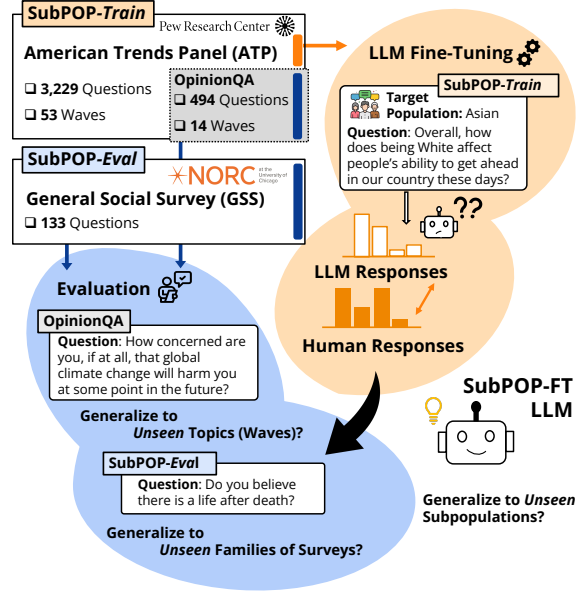 SubPOP-Train
Pew Research Center
American Trends Panel (ATP)
❑ 3,229 Questions
❑ 53 Waves
OpinionQA
❑ 494 Questions
❑ 14 Waves
SubPOP-Eval
NORC
at the
University of
Chicago
General Social Survey (GSS)
❑ 133 Questions
LLM Fine-Tuning
SubPOP-Train
Target
Population: Asian
Question: Overall, how
does being White affect
people's ability to get ahead
in our country these days?
??
LLM Responses
Human Responses
Evaluation
OpinionQA
Question: How concerned are
you, if at all, that global
climate change will harm you
at some point in the future?
Generalize to
Unseen Topics (Waves)?
SubPOP-Eval
Question: Do you believe
there is a life after death?
Generalize to
Unseen Families of Surveys?
SubPOP-FT
LLM
Generalize to Unseen
Subpopulations?